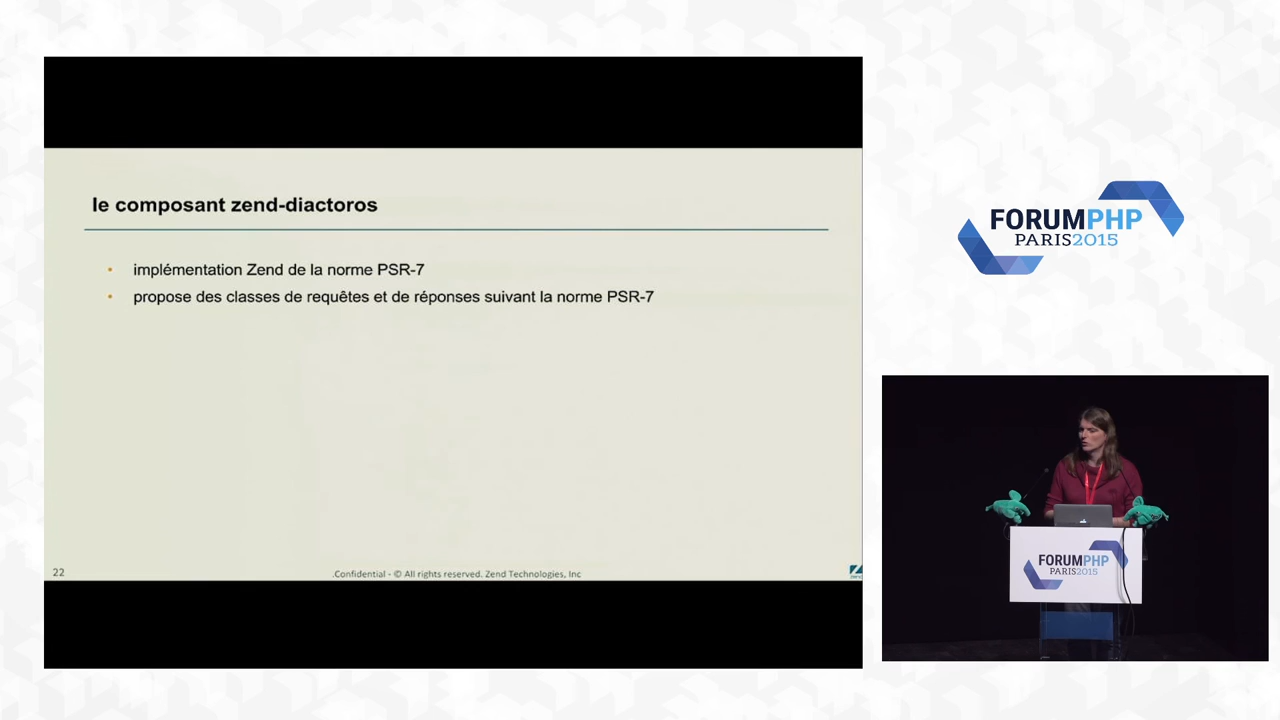 le composant zend-diactoros
implémentation Zend de la norme PSR-7
propose des classes de requêtes et de réponses suivant la norme PSR-7
22
.Confidential - © All rights reserved. Zend Technologies, Inc
FORUMPHP
PARIS2015
FORUMPHP
PARIS2015